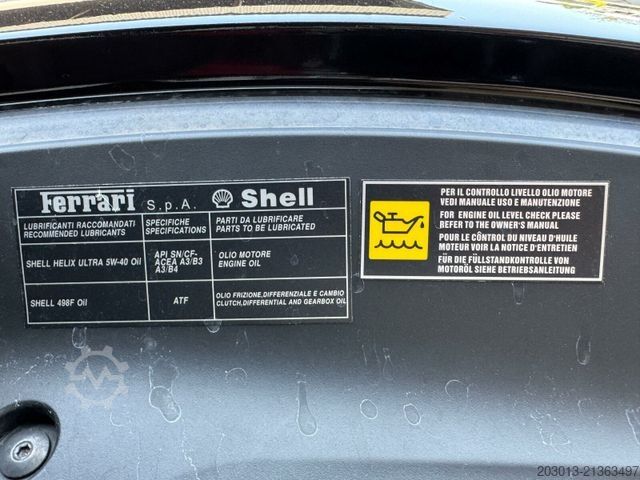 Ferrari S.p.A. Shell
LUBRIFICANTI RACCOMANDATI
RECOMMENDED LUBRICANTS
SPECIFICHE
SPECIFICATIONS
PARTI DA LUBRIFICARE
PARTS TO BE LUBRICATED
SHELL HELIX ULTRA 5W-40 Oil
API SN/CF-
ACEA A3/B3
A3/B4
OLIO MOTORE
ENGINE OIL
SHELL 498F Oil
ATF
OLIO FRIZIONE,DIFFERENZIALE E CAMBIO
CLUTCH,DIFFERENTIAL AND GEARBOX OIL
PER IL CONTROLLO LIVELLO OLIO MOTORE
VEDI MANUALE USO E MANUTENZIONE
FOR ENGINE OIL LEVEL CHECK PLEASE
REFER TO THE OWNER'S MANUAL
POUR LE CÔNTROL DU NIVEAU D'HUILE
MOTEUR VOIR LA NOTICE D'ENTRETIEN
FÜR DIE FÜLLSTANDKONTROLLE VON
MOTORÖL SIEHE BETRIEBSANLEITUNG
203013-21363497